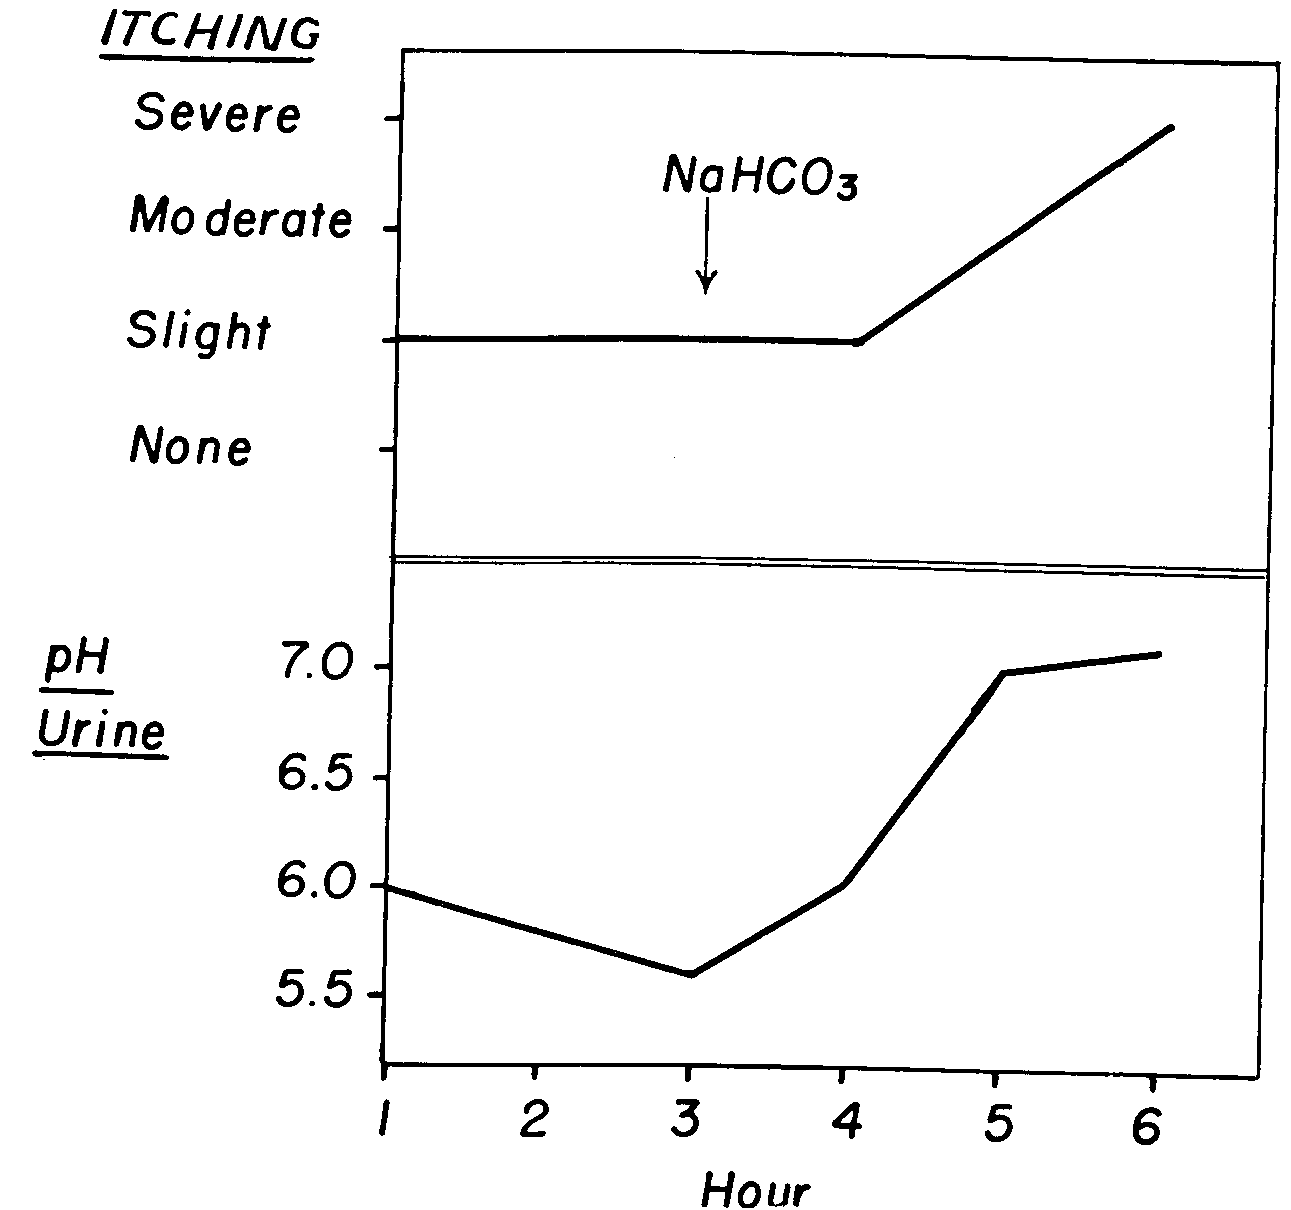 ITCHING
Severe
NaHCO3
Moderate
Slight
None
pH
Urine
7.0
6.5
6.0
5.5
1 2 3 4 5 6
Hour